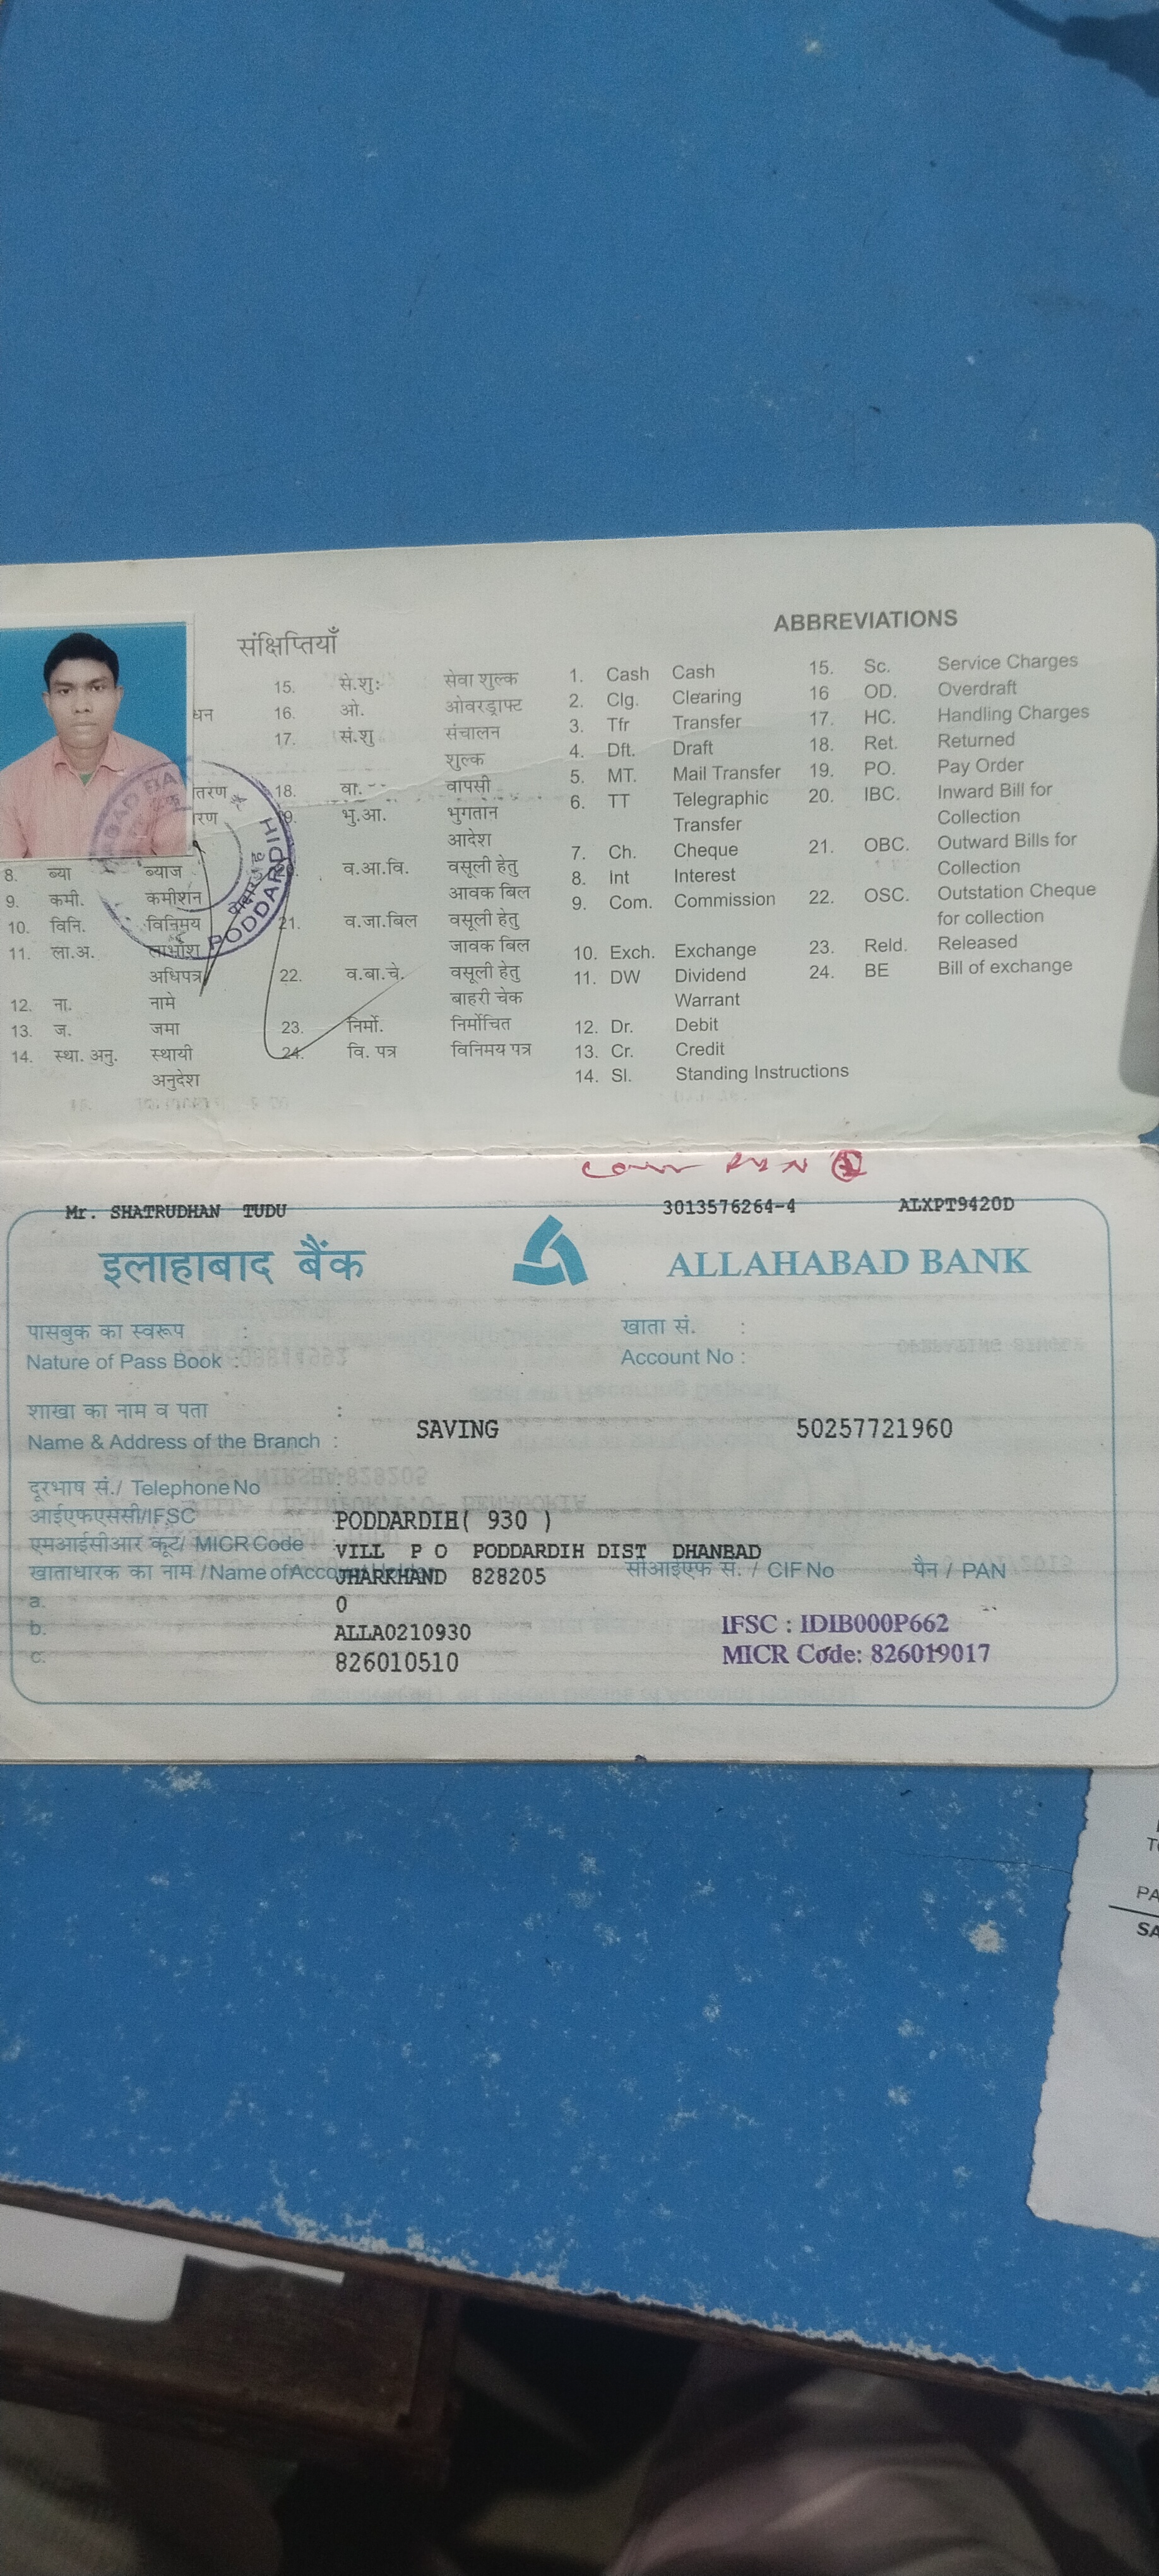 संक्षिप्तियाँ
15. से.शु.- सेवा शुल्क
धन 16. ओ. ओवरड्राफ्ट
17. सं.शु संचालन
शुल्क
तरण 18. वा. वापसी
रण 19. भु.आ. भुगतान
आदेश
8. ब्या ब्याज 20. व.आ.वि. वसूली हेतु
9. कमी. कमीशन आवक बिल
10. विनि. विनिमय 21. व.जा.बिल वसूली हेतु
11. ला.अ. लाभांश जावक बिल
अधिपत्र 22. व.बा.चे. वसूली हेतु
12. ना. नामे बाहरी चेक
13. ज. जमा 23. निर्मो. निर्मोचित
14. स्था. अनु. स्थायी 24. वि. पत्र विनिमय पत्र
अनुदेश
PODDARDIH
ABBREVIATIONS
1. Cash Cash 15. Sc. Service Charges
2. Clg. Clearing 16 OD. Overdraft
3. Tfr Transfer 17. HC. Handling Charges
4. Dft. Draft 18. Ret. Returned
5. MT. Mail Transfer 19. PO. Pay Order
6. TT Telegraphic 20. IBC. Inward Bill for
Transfer Collection
7. Ch. Cheque 21. OBC. Outward Bills for
8. Int Interest Collection
9. Com. Commission 22. OSC. Outstation Cheque
for collection
10. Exch. Exchange 23. Reld. Released
11. DW Dividend 24. BE Bill of exchange
Warrant
12. Dr. Debit
13. Cr. Credit
14. SI. Standing Instructions
Mr. SHATRUDHAN TUDU 3013576264-4 ALXPT9420D
इलाहाबाद बैंक ALLAHABAD BANK
पासबुक का स्वरूप : खाता सं. :
Nature of Pass Book : Account No :
शाखा का नाम व पता :
SAVING 50257721960
Name & Address of the Branch :
दूरभाष सं./ Telephone No :
आईएफएससी/IFSC PODDARDIH( 930 )
एमआईसीआर कूट/ MICR Code : VILL P O PODDARDIH DIST DHANBAD
खाताधारक का नाम / Name of Account Holder JHARKHAND 828205 सीआईएफ सं. / CIF No पैन / PAN
a. 0
b. ALLA0210930 IFSC : IDIB000P662
c. 826010510 MICR Code: 826019017
PA
SA